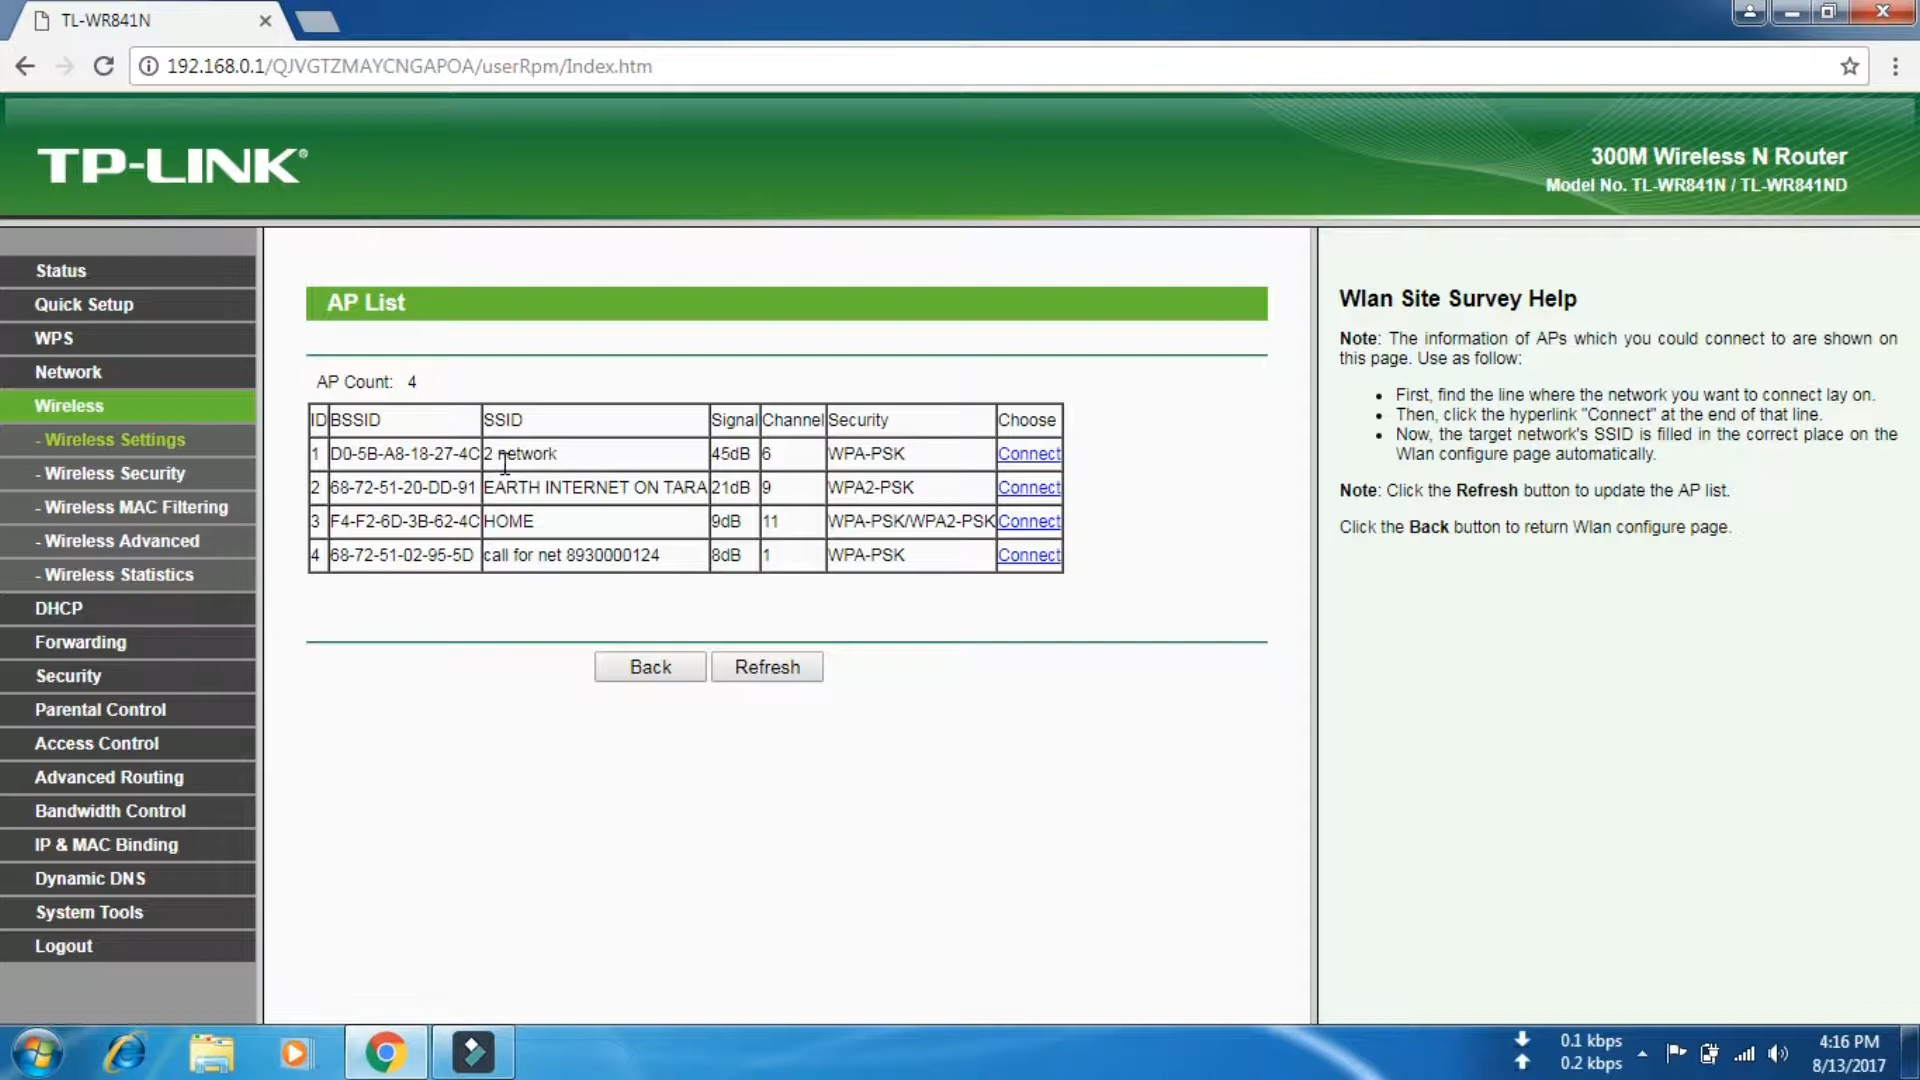 TL-WR841N
192.168.0.1/QJVGTZMAYCNGAPOA/userRpm/Index.htm
TP-LINK®
300M Wireless N Router
Model No. TL-WR841N / TL-WR841ND
Status
Quick Setup
WPS
Network
Wireless
- Wireless Settings
- Wireless Security
- Wireless MAC Filtering
- Wireless Advanced
- Wireless Statistics
DHCP
Forwarding
Security
Parental Control
Access Control
Advanced Routing
Bandwidth Control
IP & MAC Binding
Dynamic DNS
System Tools
Logout
AP List
AP Count: 4
ID BSSID SSID Signal Channel Security Choose
1 D0-5B-A8-18-27-4C 2 network 45dB 6 WPA-PSK Connect
2 68-72-51-20-DD-91 EARTH INTERNET ON TARA 21dB 9 WPA2-PSK Connect
3 F4-F2-6D-3B-62-4C HOME 9dB 11 WPA-PSK/WPA2-PSK Connect
4 68-72-51-02-95-5D call for net 8930000124 8dB 1 WPA-PSK Connect
Back Refresh
Wlan Site Survey Help
Note: The information of APs which you could connect to are shown on
this page. Use as follow:
• First, find the line where the network you want to connect lay on.
• Then, click the hyperlink "Connect" at the end of that line.
• Now, the target network's SSID is filled in the correct place on the
Wlan configure page automatically.
Note: Click the Refresh button to update the AP list.
Click the Back button to return Wlan configure page.
0.1 kbps
0.2 kbps
4:16 PM
8/13/2017